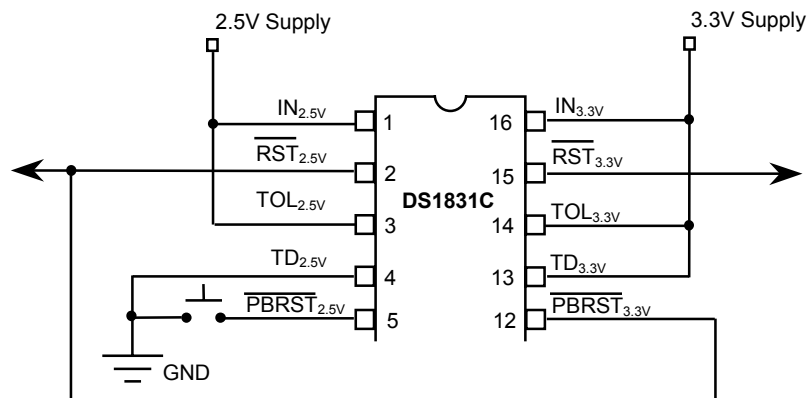 2.5V Supply
3.3V Supply
IN2.5V
1
16
IN3.3V
RST2.5V
2
15
RST3.3V
DS1831C
TOL2.5V
3
14
TOL3.3V
TD2.5V
4
13
TD3.3V
PBRST2.5V
5
12
PBRST3.3V
GND